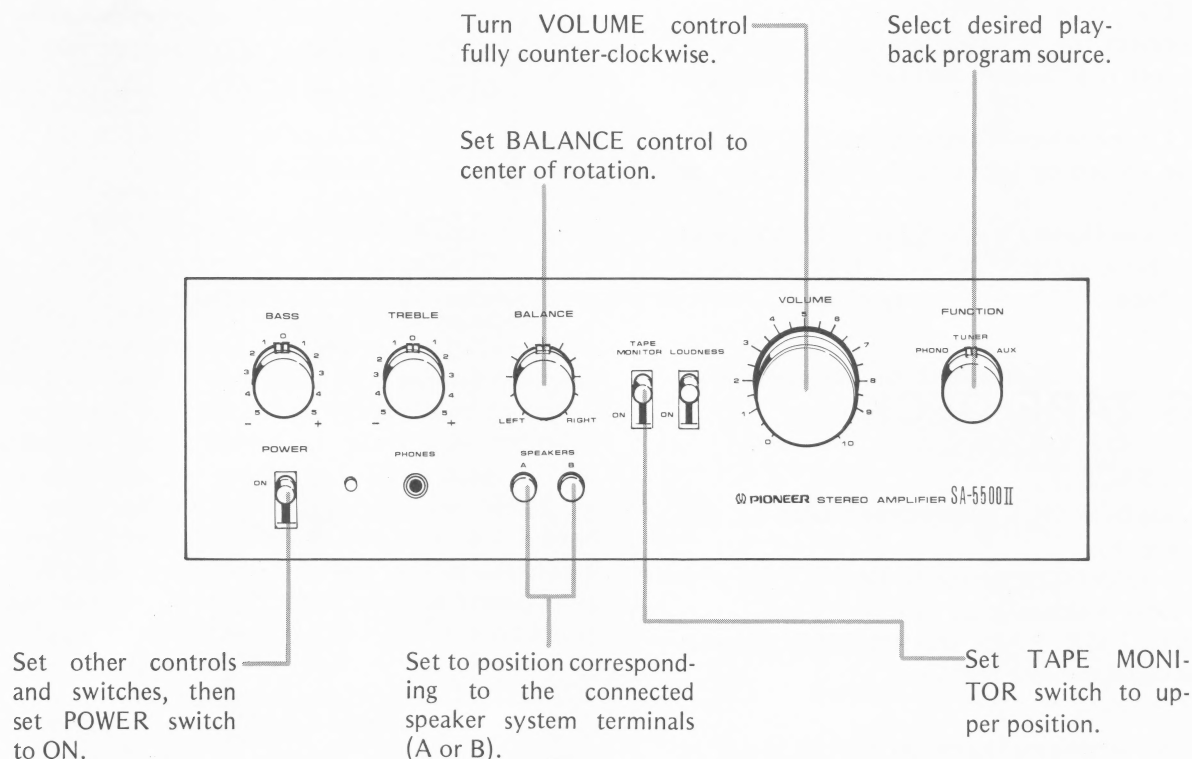 Turn VOLUME control
fully counter-clockwise.
Select desired play-
back program source.
Set BALANCE control to
center of rotation.
BASS
0
1 1
2 2
3 3
4 4
5 5
- +
TREBLE
0
1 1
2 2
3 3
4 4
5 5
- +
BALANCE
LEFT RIGHT
TAPE
MONITOR LOUDNESS
ON ON
VOLUME
0 1 2 3 4 5 6 7 8 9 10
FUNCTION
TUNER
PHONO AUX
POWER
ON
PHONES
SPEAKERS
A B
PIONEER STEREO AMPLIFIER SA-5500II
Set other controls
and switches, then
set POWER switch
to ON.
Set to position correspond-
ing to the connected
speaker system terminals
(A or B).
Set TAPE MONI-
TOR switch to up-
per position.